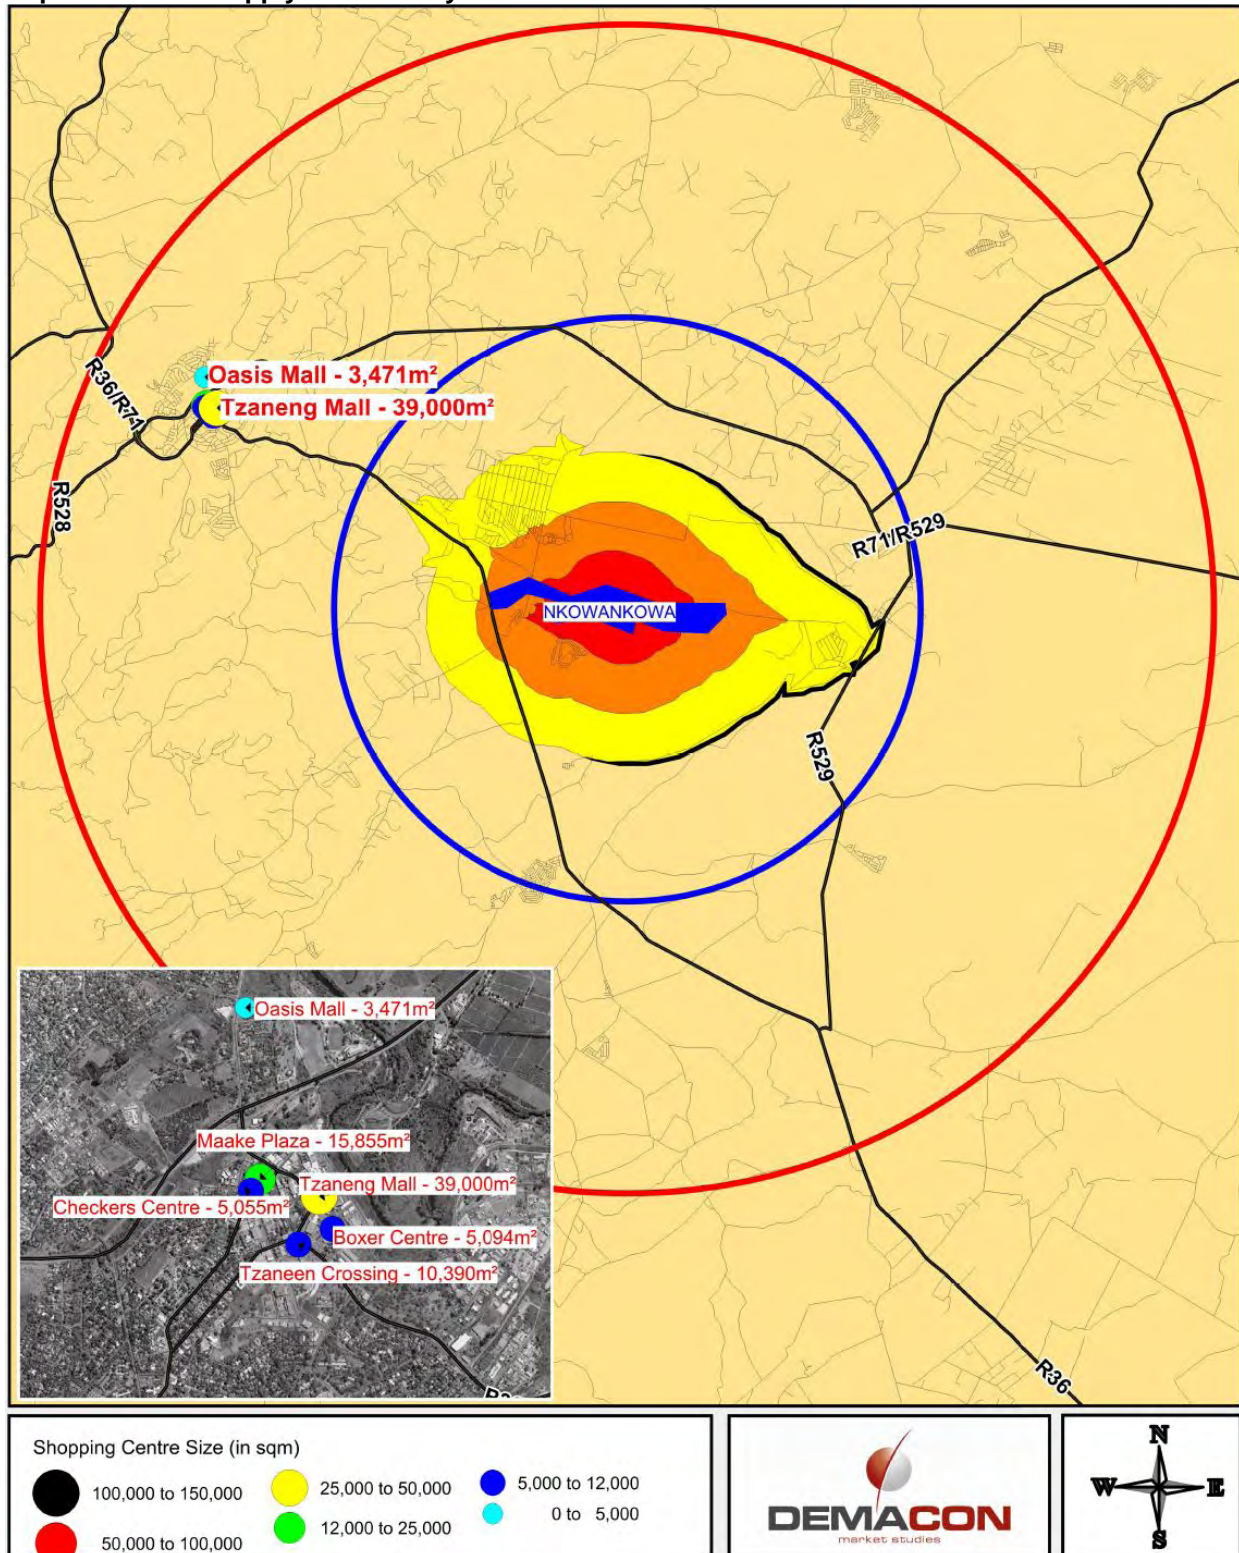 Oasis Mall - 3,471m²
Tzaneng Mall - 39,000m²
R36/R71
R528
R71/R529
NKOWANKOWA
R529
Oasis Mall - 3,471m²
Maake Plaza - 15,855m²
Tzaneng Mall - 39,000m²
Checkers Centre - 5,055m²
Boxer Centre - 5,094m²
Tzaneen Crossing - 10,390m²
R36
Shopping Centre Size (in sqm)
100,000 to 150,000
50,000 to 100,000
25,000 to 50,000
12,000 to 25,000
5,000 to 12,000
0 to 5,000
DEMACON
market studies
N
W E
S